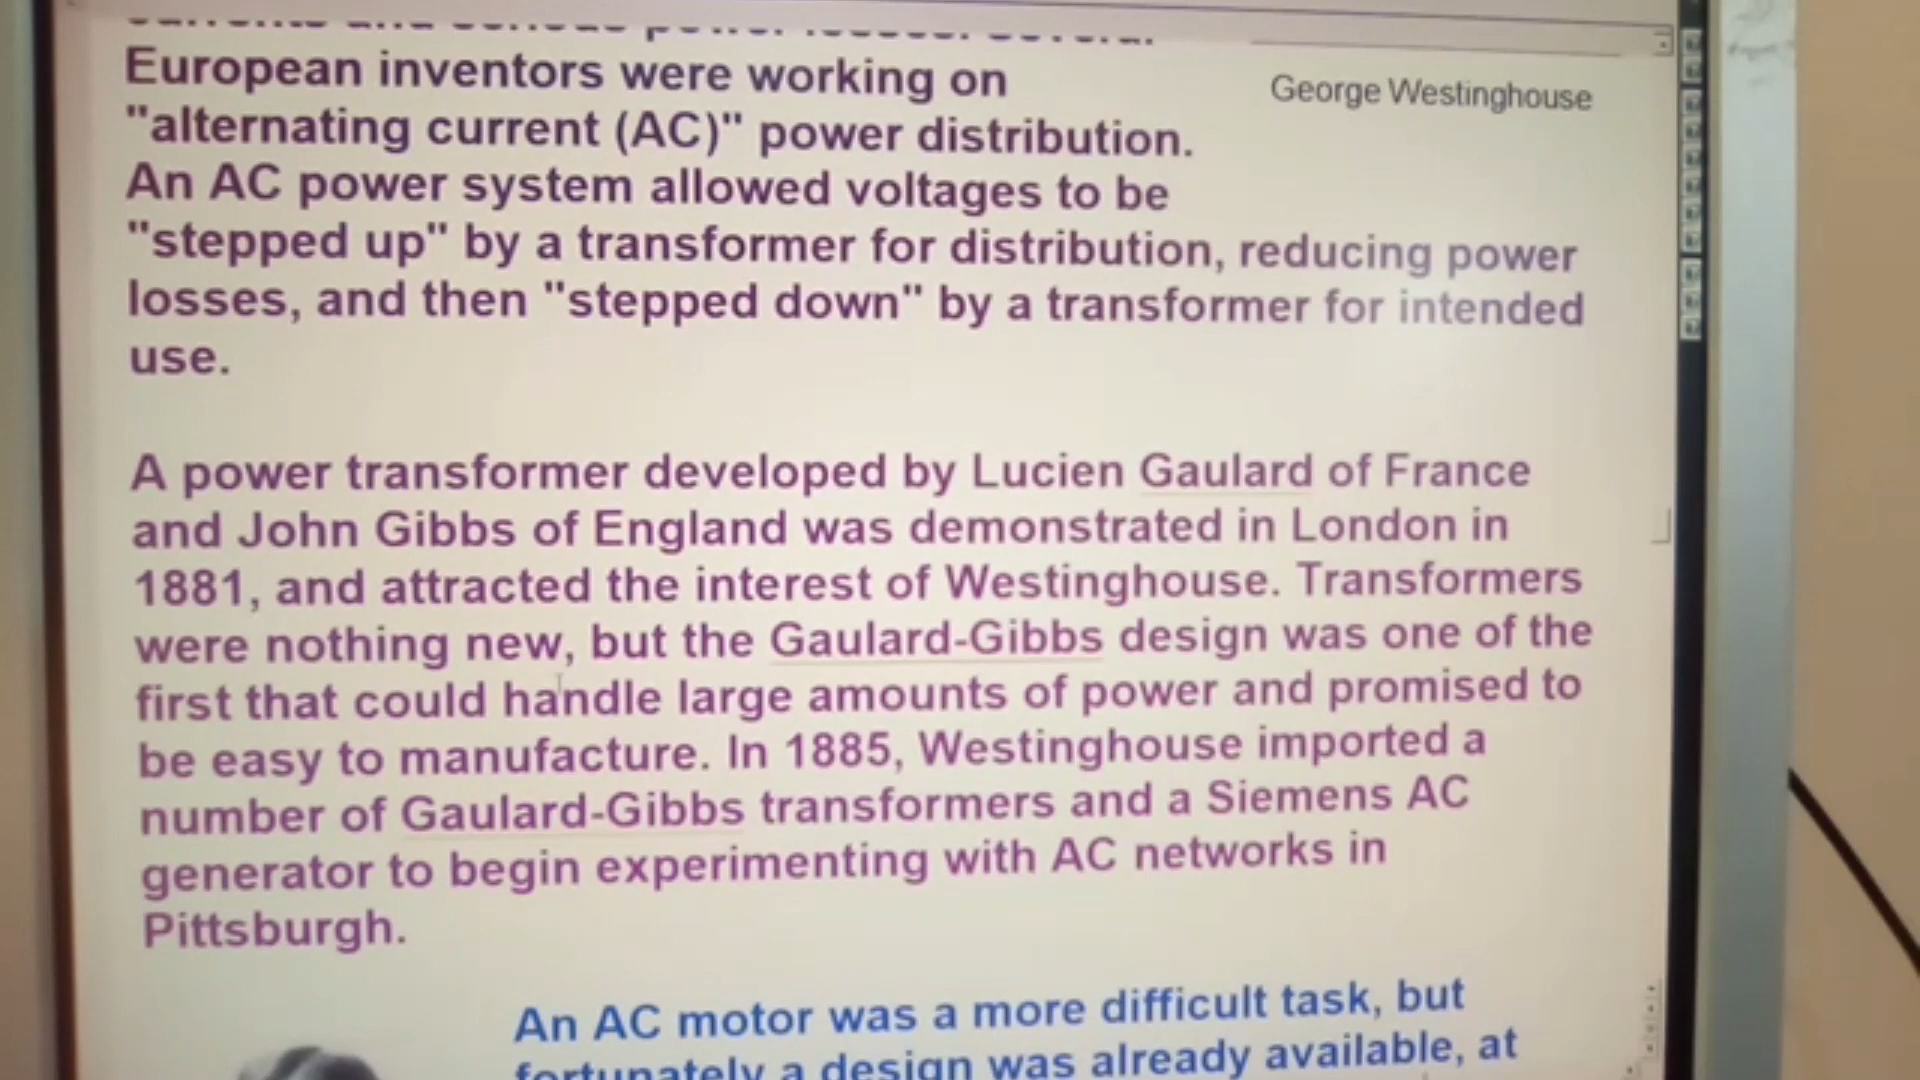 European inventors were working on
George Westinghouse
"alternating current (AC)" power distribution.
An AC power system allowed voltages to be
"stepped up" by a transformer for distribution, reducing power
losses, and then "stepped down" by a transformer for intended
use.
A power transformer developed by Lucien Gaulard of France
and John Gibbs of England was demonstrated in London in
1881, and attracted the interest of Westinghouse. Transformers
were nothing new, but the Gaulard-Gibbs design was one of the
first that could handle large amounts of power and promised to
be easy to manufacture. In 1885, Westinghouse imported a
number of Gaulard-Gibbs transformers and a Siemens AC
generator to begin experimenting with AC networks in
Pittsburgh.
An AC motor was a more difficult task, but
fortunately a design was already available, at